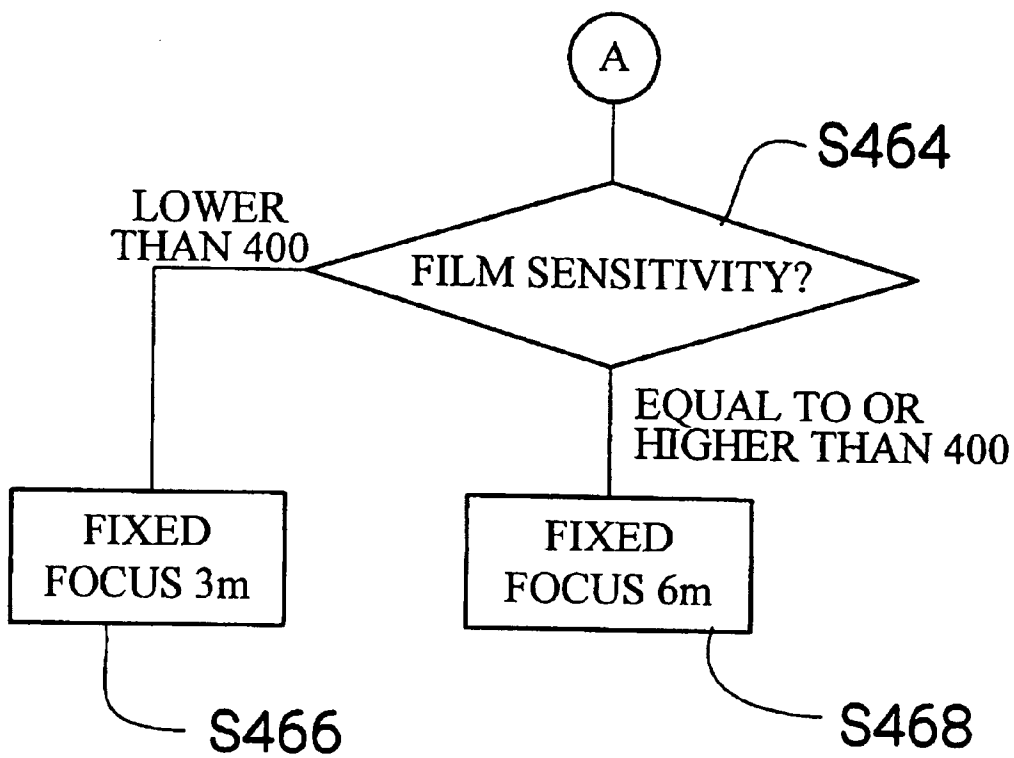 A
S464
LOWER
THAN 400
FILM SENSITIVITY?
EQUAL TO OR
HIGHER THAN 400
FIXED
FOCUS 3m
FIXED
FOCUS 6m
S466
S468